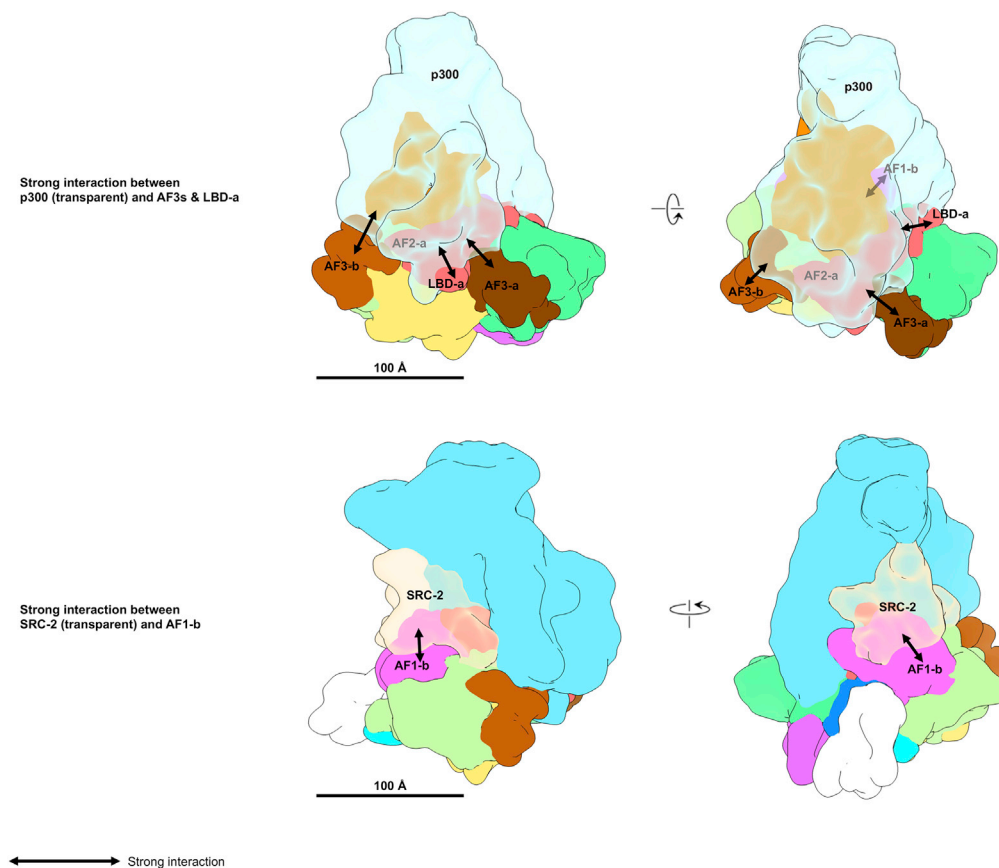 p300
p300
AF1-b
Strong interaction between
p300 (transparent) and AF3s & LBD-a
LBD-a
AF2-a
AF3-b
LBD-a
AF3-a
AF2-a
AF3-b
AF3-a
100 Å
SRC-2
SRC-2
Strong interaction between
SRC-2 (transparent) and AF1-b
AF1-b
AF1-b
100 Å
Strong interaction